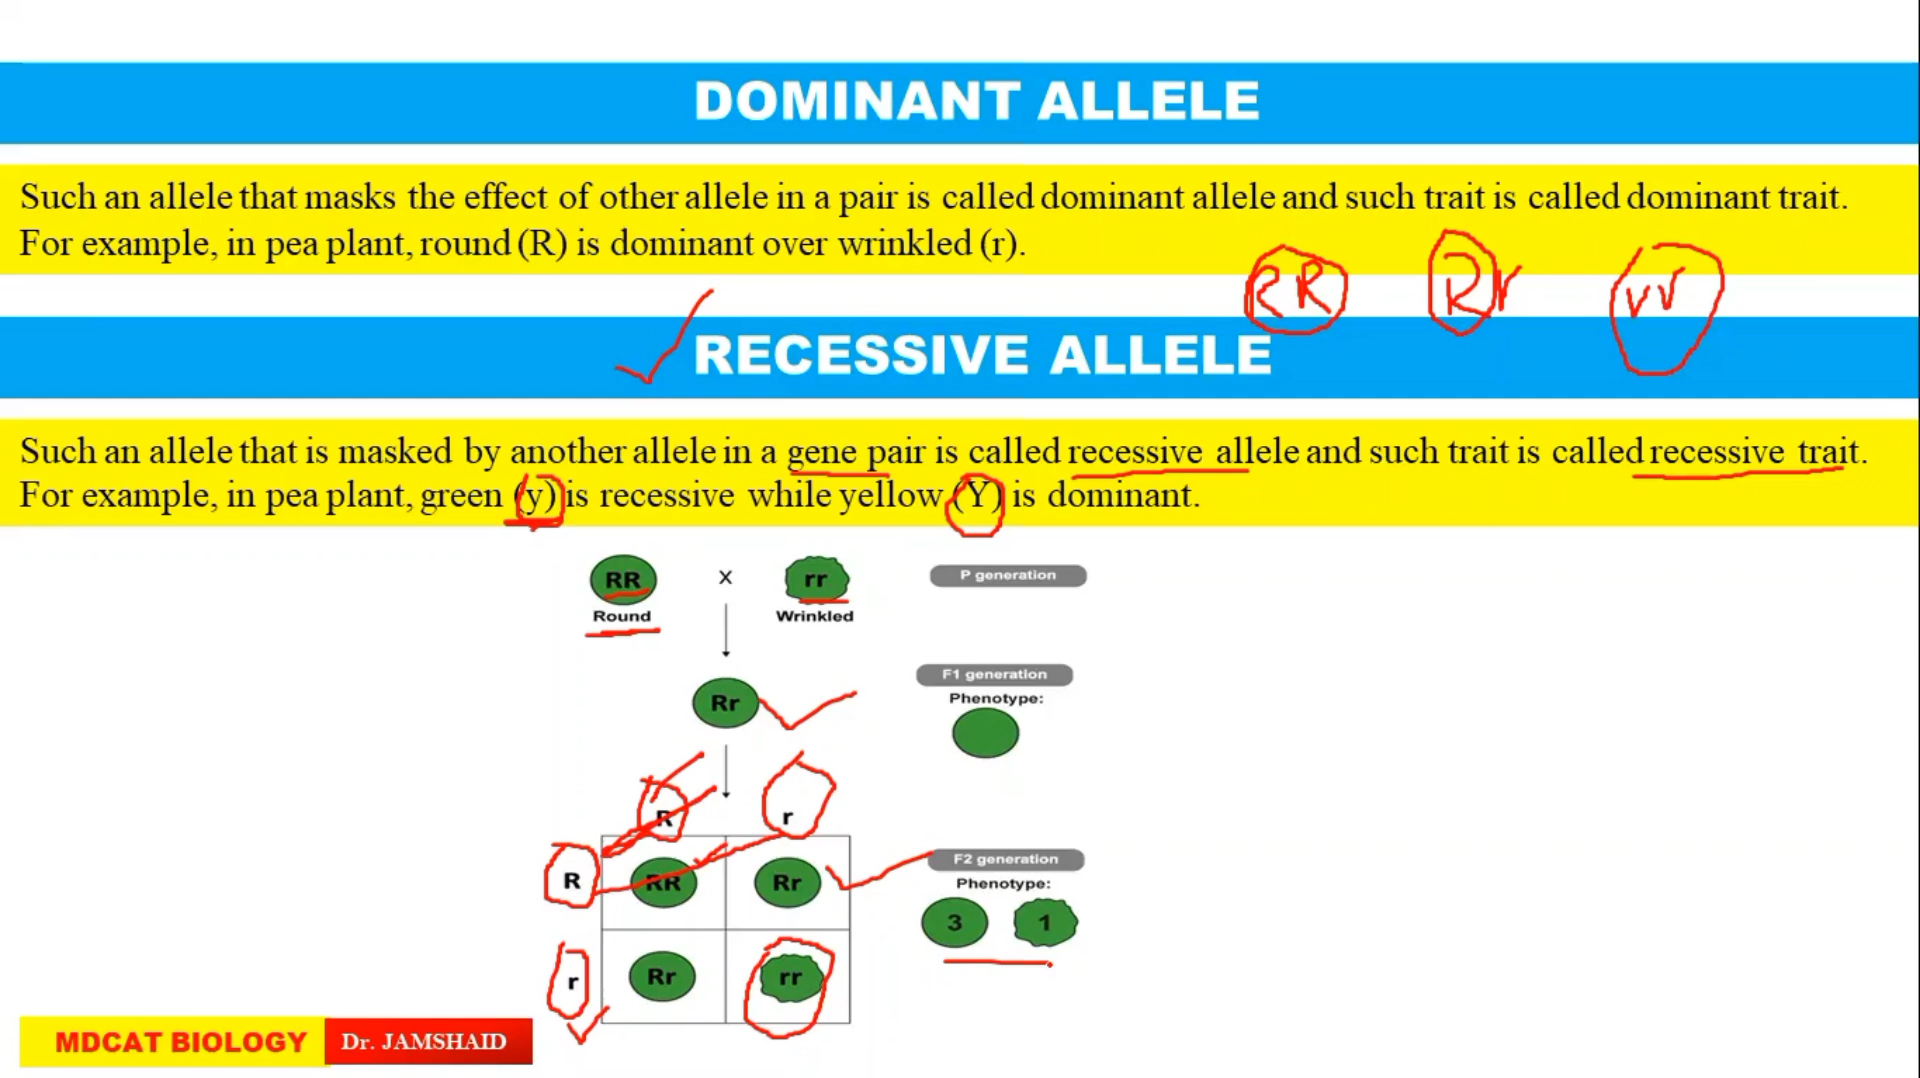 DOMINANT ALLELE
Such an allele that masks the effect of other allele in a pair is called dominant allele and such trait is called dominant trait.
For example, in pea plant, round (R) is dominant over wrinkled (r).
RR Rr rr
RECESSIVE ALLELE
Such an allele that is masked by another allele in a gene pair is called recessive allele and such trait is called recessive trait.
For example, in pea plant, green (y) is recessive while yellow (Y) is dominant.
RR X rr P generation
Round Wrinkled
F1 generation
Rr Phenotype:
R r
F2 generation
R RR Rr Phenotype:
3 1
r Rr rr
MDCAT BIOLOGY Dr. JAMSHAID